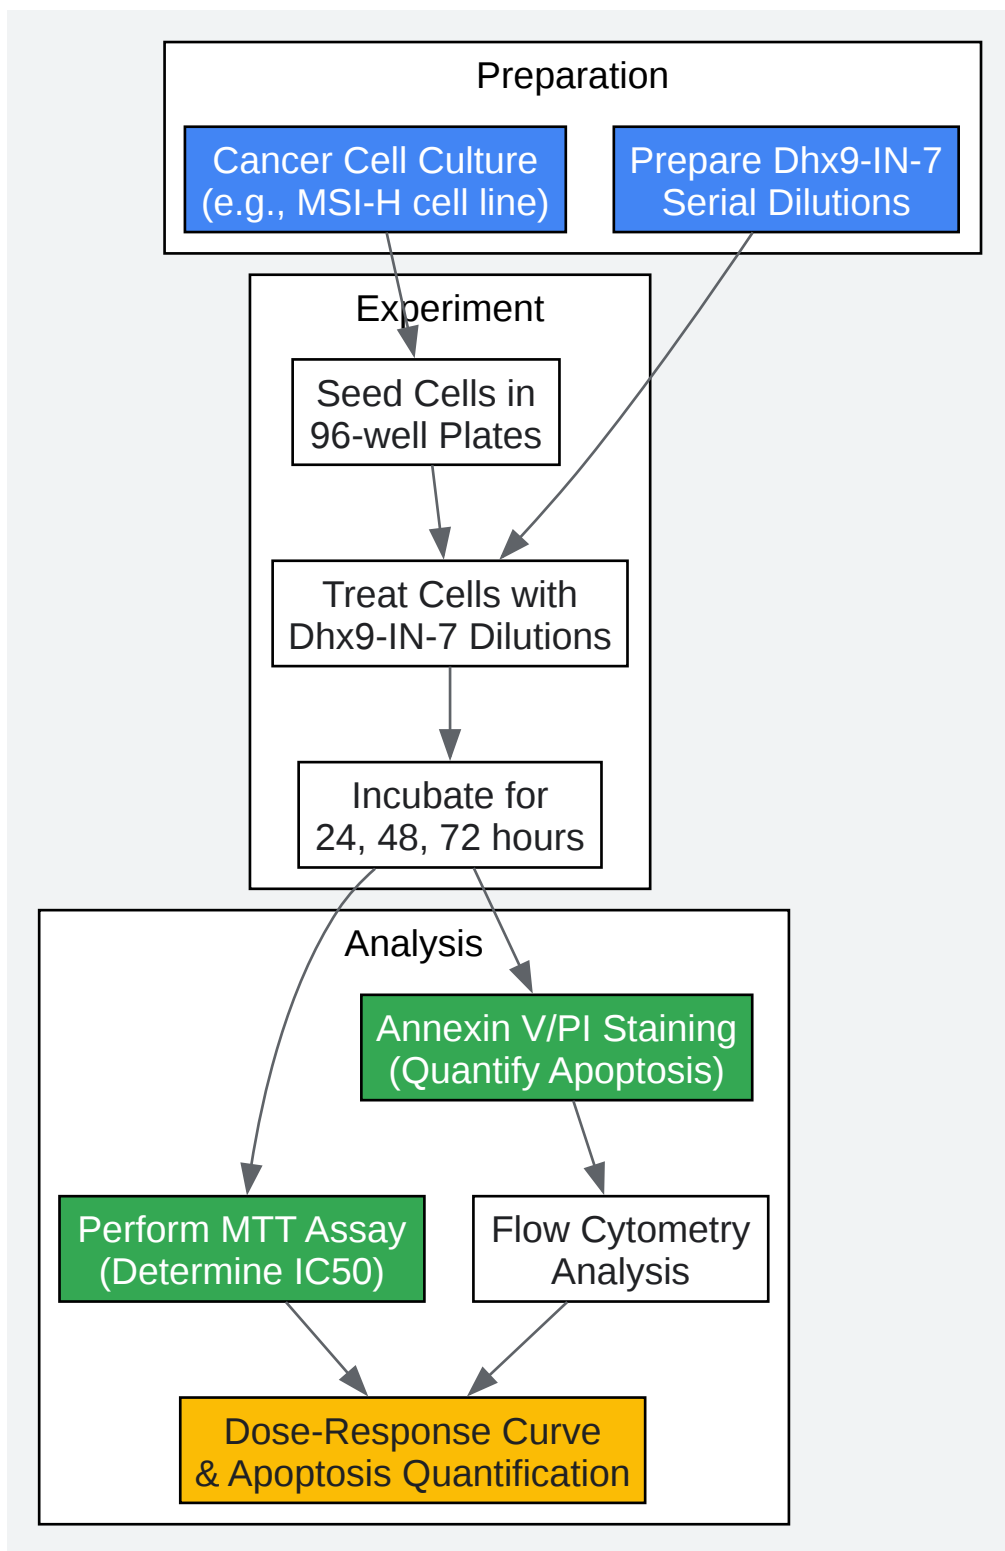 Preparation
Cancer Cell Culture
(e.g., MSI-H cell line)
Prepare Dhx9-IN-7
Serial Dilutions
Experiment
Seed Cells in
96-well Plates
Treat Cells with
Dhx9-IN-7 Dilutions
Incubate for
24, 48, 72 hours
Analysis
Annexin V/PI Staining
(Quantify Apoptosis)
Perform MTT Assay
(Determine IC50)
Flow Cytometry
Analysis
Dose-Response Curve
& Apoptosis Quantification